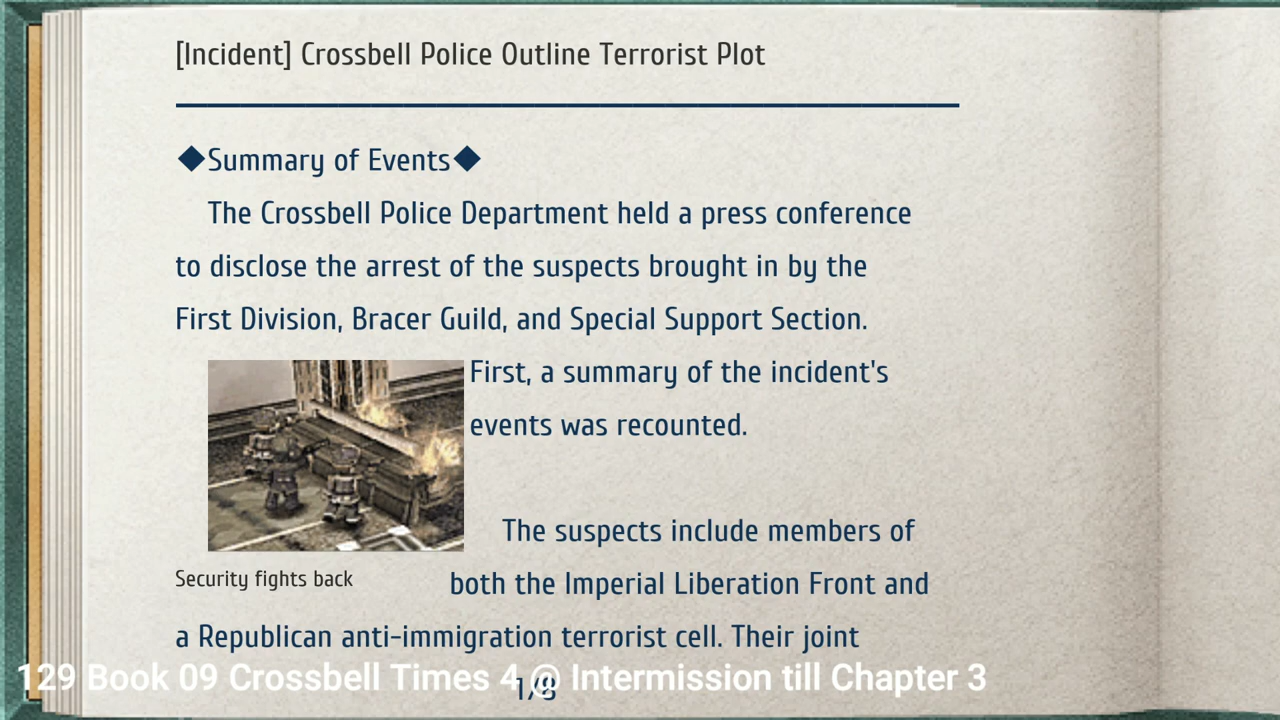 [Incident] Crossbell Police Outline Terrorist Plot
◆Summary of Events◆
The Crossbell Police Department held a press conference
to disclose the arrest of the suspects brought in by the
First Division, Bracer Guild, and Special Support Section.
First, a summary of the incident's
events was recounted.
The suspects include members of
Security fights back
both the Imperial Liberation Front and
a Republican anti-immigration terrorist cell. Their joint
129 Book 09 Crossbell Times 4 @ Intermission till Chapter 3
1/8